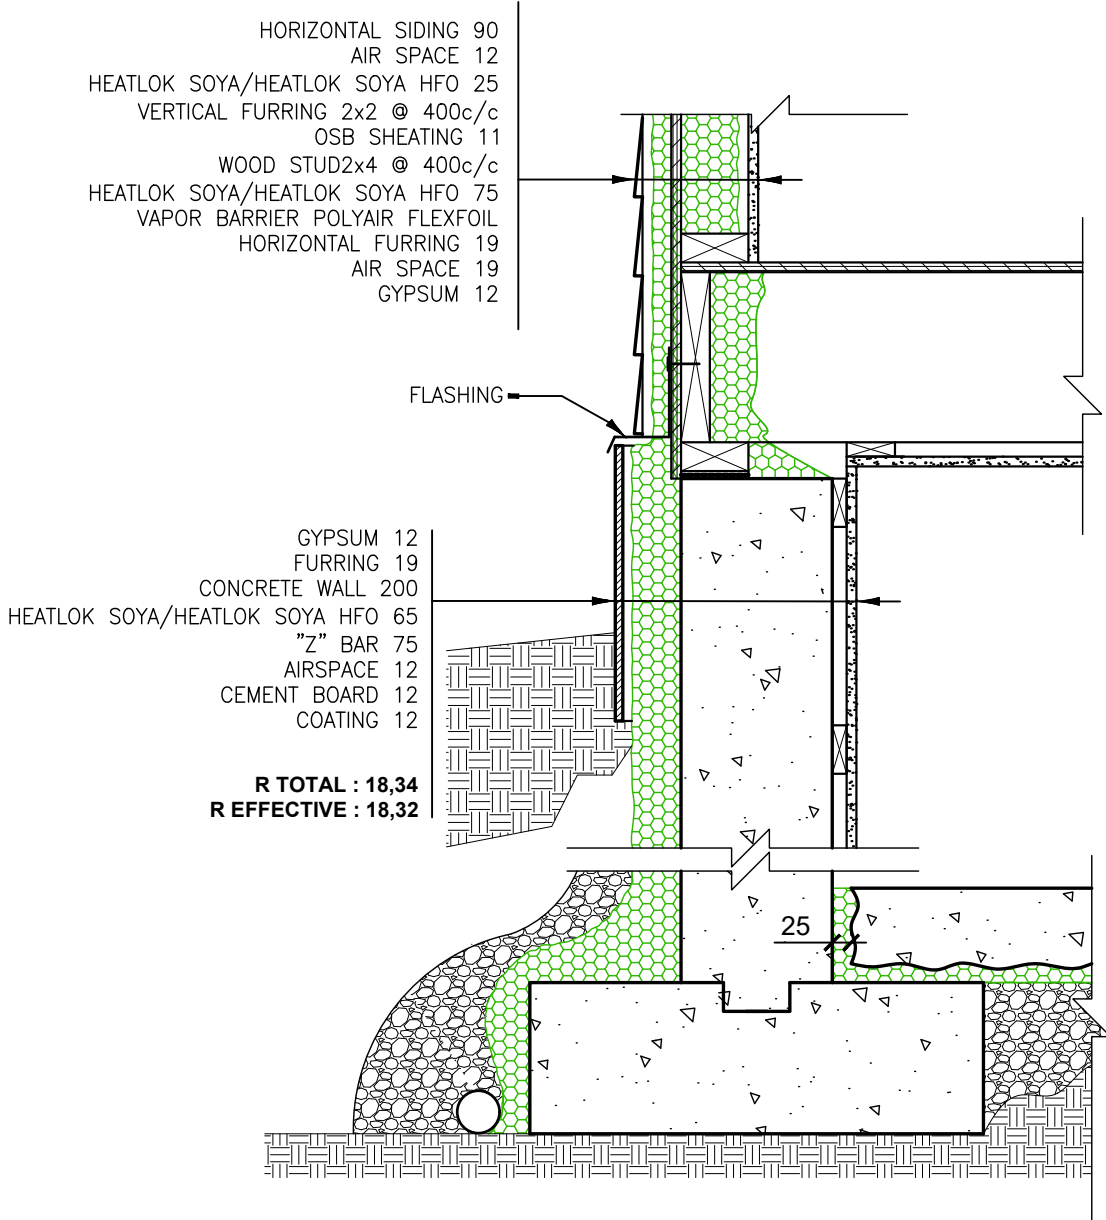 HORIZONTAL SIDING 90
AIR SPACE 12
HEATLOK SOYA/HEATLOK SOYA HFO 25
VERTICAL FURRING 2x2 @ 400c/c
OSB SHEATING 11
WOOD STUD2x4 @ 400c/c
HEATLOK SOYA/HEATLOK SOYA HFO 75
VAPOR BARRIER POLYAIR FLEXFOIL
HORIZONTAL FURRING 19
AIR SPACE 19
GYPSUM 12
FLASHING
GYPSUM 12
FURRING 19
CONCRETE WALL 200
HEATLOK SOYA/HEATLOK SOYA HFO 65
"Z" BAR 75
AIRSPACE 12
CEMENT BOARD 12
COATING 12
R TOTAL : 18,34
R EFFECTIVE : 18,32
25